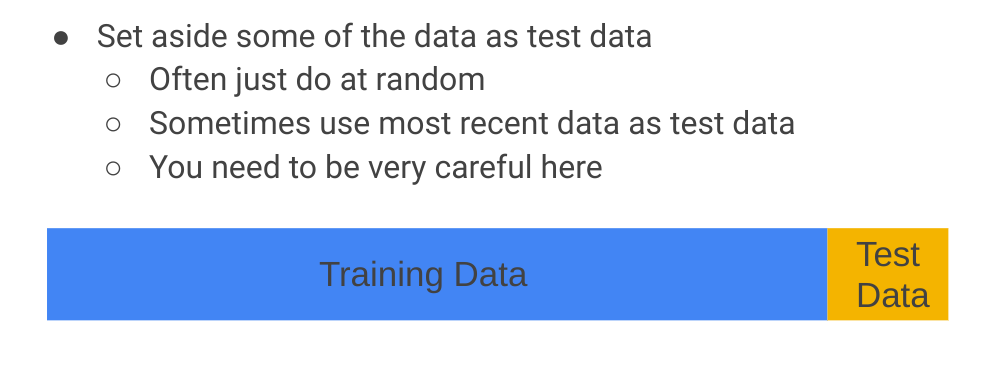 ● Set aside some of the data as test data
○ Often just do at random
○ Sometimes use most recent data as test data
○ You need to be very careful here
Training Data
Test
Data